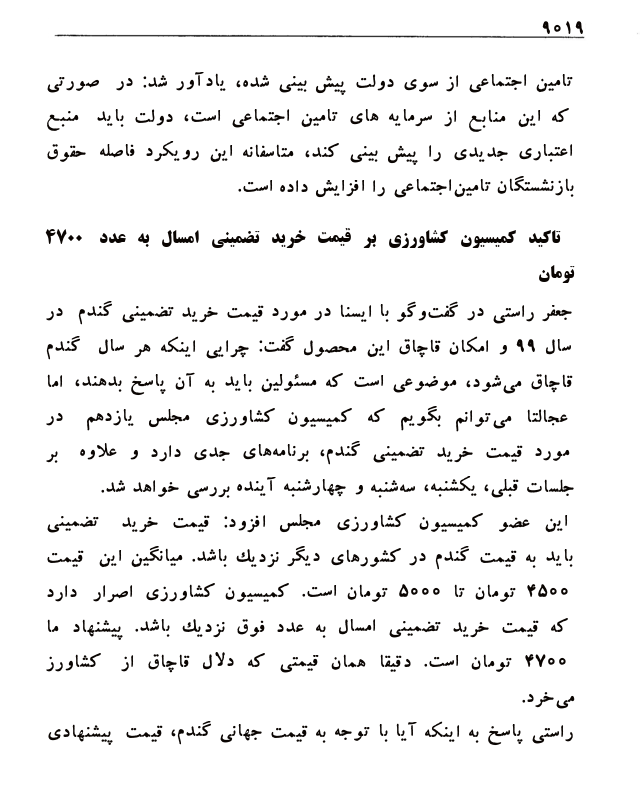 ۹۰۱۹
تامین اجتماعی از سوی دولت پیش بینی شده، یادآور شد: در صورتی
که این منابع از سرمایه های تامین اجتماعی است، دولت باید منبع
اعتباری جدیدی را پیش بینی کند، متاسفانه این رویکرد فاصله حقوق
بازنشستگان تامین‌اجتماعی را افزایش داده است.
تاکید کمیسیون کشاورزی بر قیمت خرید تضمینی امسال به عدد ۴۷۰۰
تومان
جعفر راستی در گفت‌وگو با ایسنا در مورد قیمت خرید تضمینی گندم در
سال ۹۹ و امکان قاچاق این محصول گفت: چرایی اینکه هر سال گندم
قاچاق می‌شود، موضوعی است که مسئولین باید به آن پاسخ بدهند، اما
عجالتا می‌توانم بگویم که کمیسیون کشاورزی مجلس یازدهم در
مورد قیمت خرید تضمینی گندم، برنامه‌های جدی دارد و علاوه بر
جلسات قبلی، یکشنبه، سه‌شنبه و چهارشنبه آینده بررسی خواهد شد.
این عضو کمیسیون کشاورزی مجلس افزود: قیمت خرید تضمینی
باید به قیمت گندم در کشورهای دیگر نزدیك باشد. میانگین این قیمت
۴۵۰۰ تومان تا ۵۰۰۰ تومان است. کمیسیون کشاورزی اصرار دارد
که قیمت خرید تضمینی امسال به عدد فوق نزدیك باشد. پیشنهاد ما
۴۷۰۰ تومان است. دقیقا همان قیمتی که دلال قاچاق از کشاورز
می‌خرد.
راستی پاسخ به اینکه آیا با توجه به قیمت جهانی گندم، قیمت پیشنهادی